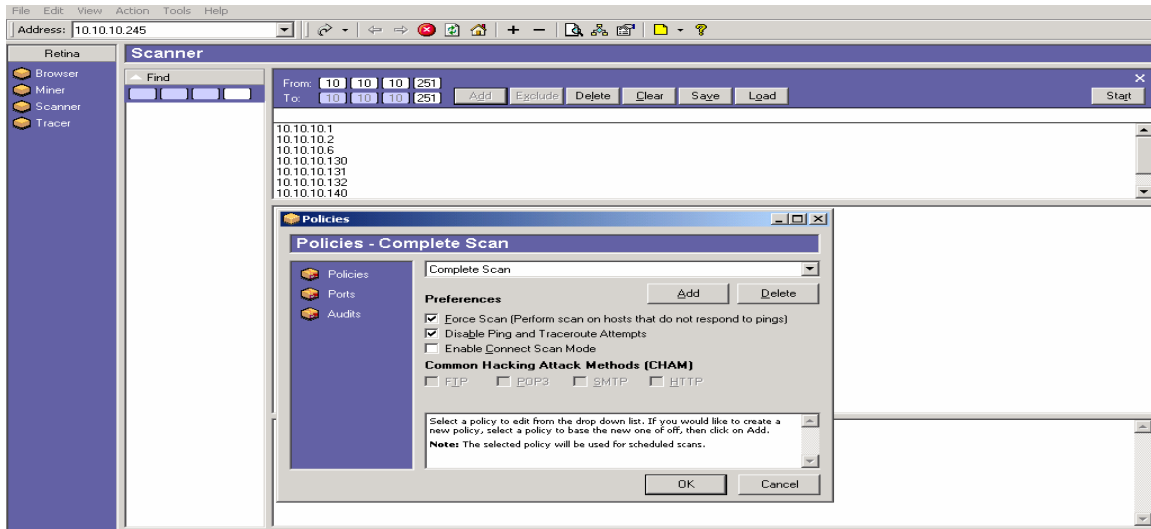 File Edit View Action Tools Help
Address: 10.10.10.245
Retina
Browser
Miner
Scanner
Tracer
Scanner
Find
From: 10 10 10 251
To: 10 10 10 251
Add Exclude Delete Clear Save Load
Start
10.10.10.1
10.10.10.2
10.10.10.6
10.10.10.130
10.10.10.131
10.10.10.132
10.10.10.140
Policies
Policies - Complete Scan
Policies
Ports
Audits
Complete Scan
Add Delete
Preferences
Force Scan (Perform scan on hosts that do not respond to pings)
Disable Ping and Traceroute Attempts
Enable Connect Scan Mode
Common Hacking Attack Methods (CHAM)
FTP POP3 SMTP HTTP
Select a policy to edit from the drop down list. If you would like to create a
new policy, select a policy to base the new one of off, then click on Add.
Note: The selected policy will be used for scheduled scans.
OK Cancel